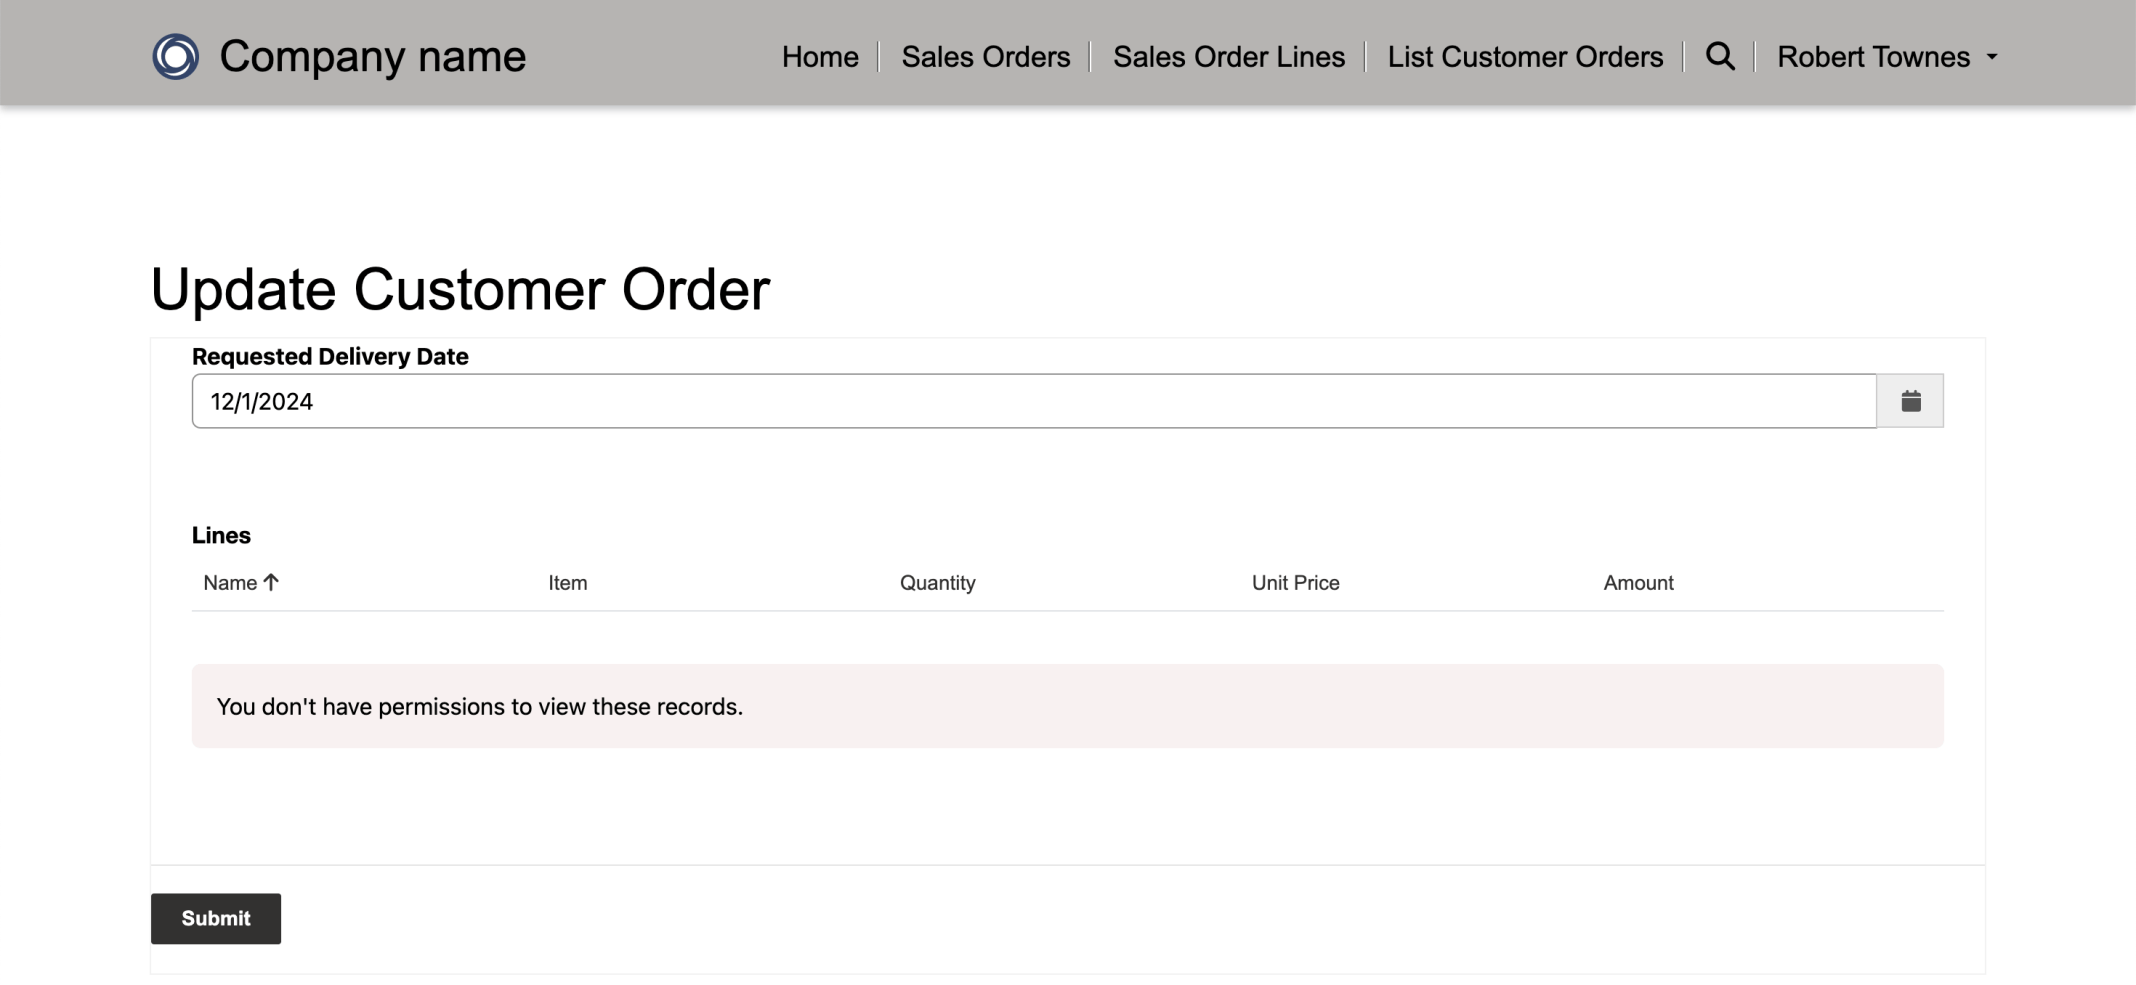 Company name
Home
Sales Orders
Sales Order Lines
List Customer Orders
Robert Townes
Update Customer Order
Requested Delivery Date
12/1/2024
Lines
Name Item Quantity Unit Price Amount
You don't have permissions to view these records.
Submit